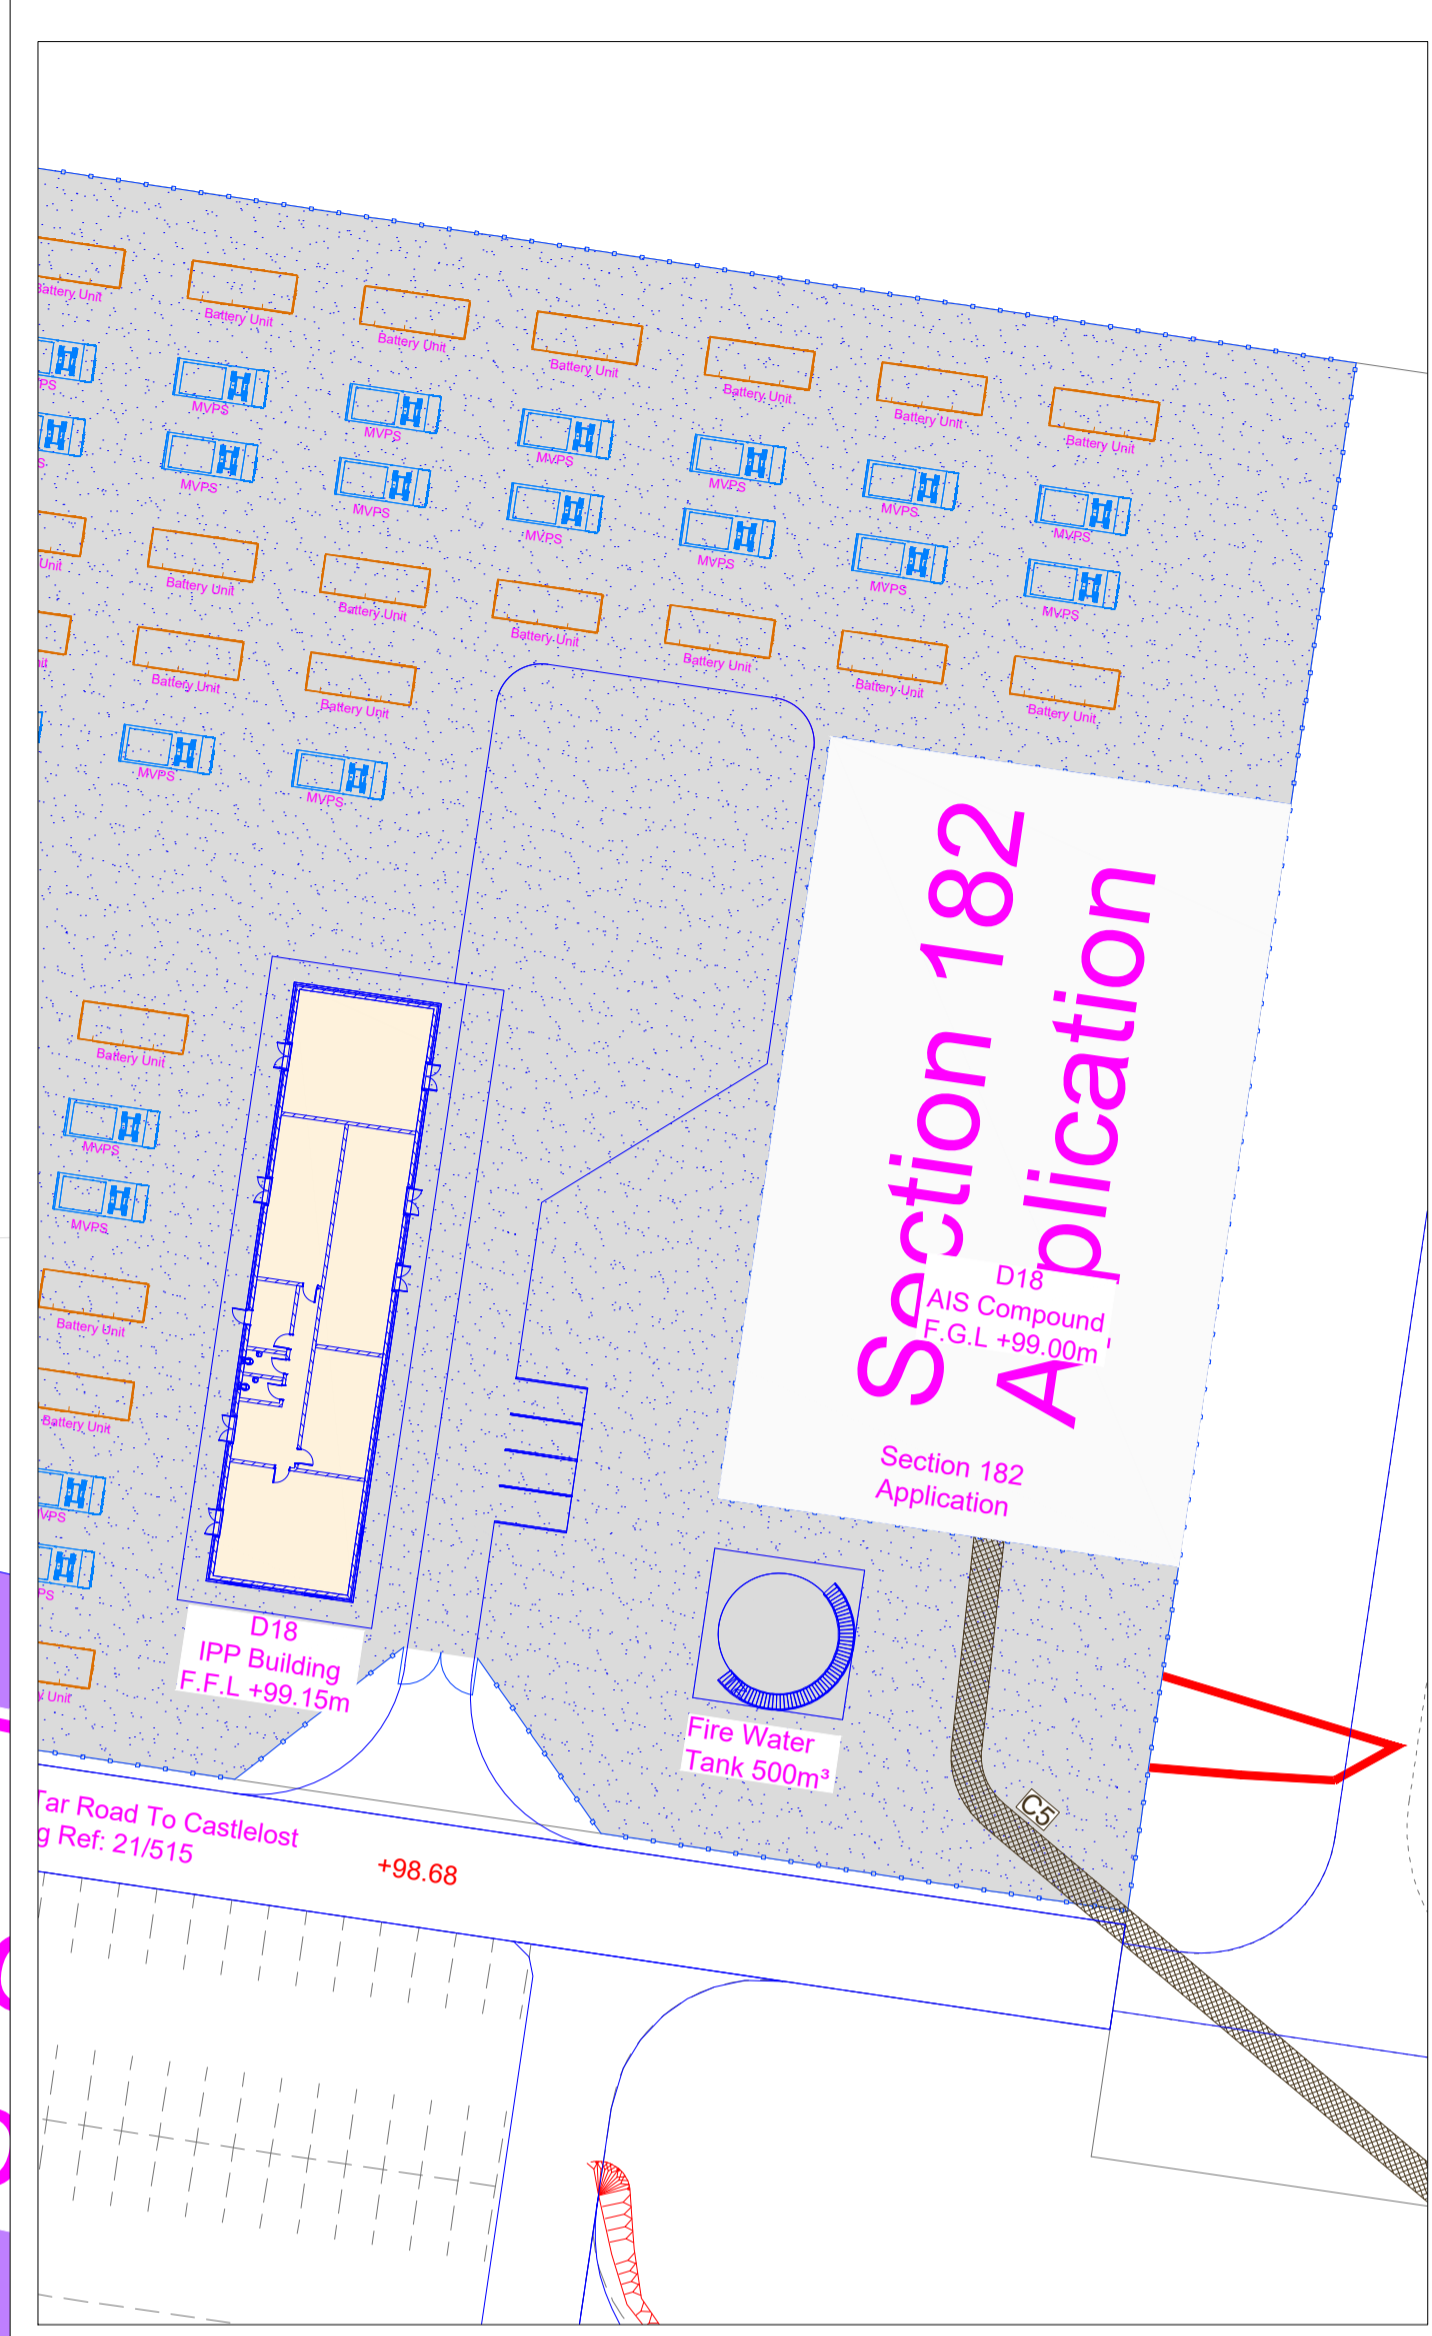 Battery Unit
Battery Unit
Battery Unit
Battery Unit
Battery Unit
Battery Unit
Battery Unit
MVPS
MVPS
MVPS
MVPS
MVPS
MVPS
MVPS
MVPS
MVPS
MVPS
MVPS
MVPS
Unit
Battery Unit
Battery Unit
Battery Unit
Battery Unit
Battery Unit
Battery Unit
Battery Unit
Battery Unit
MVPS
MVPS
Section 182
Application
D18
AIS Compound
F.G.L +99.00m
Section 182
Application
Battery Unit
MVPS
MVPS
Battery Unit
Battery Unit
VPS
PS
Unit
D18
IPP Building
F.F.L +99.15m
Fire Water
Tank 500m³
C5
Tar Road To Castlelost
g Ref: 21/515
+98.68